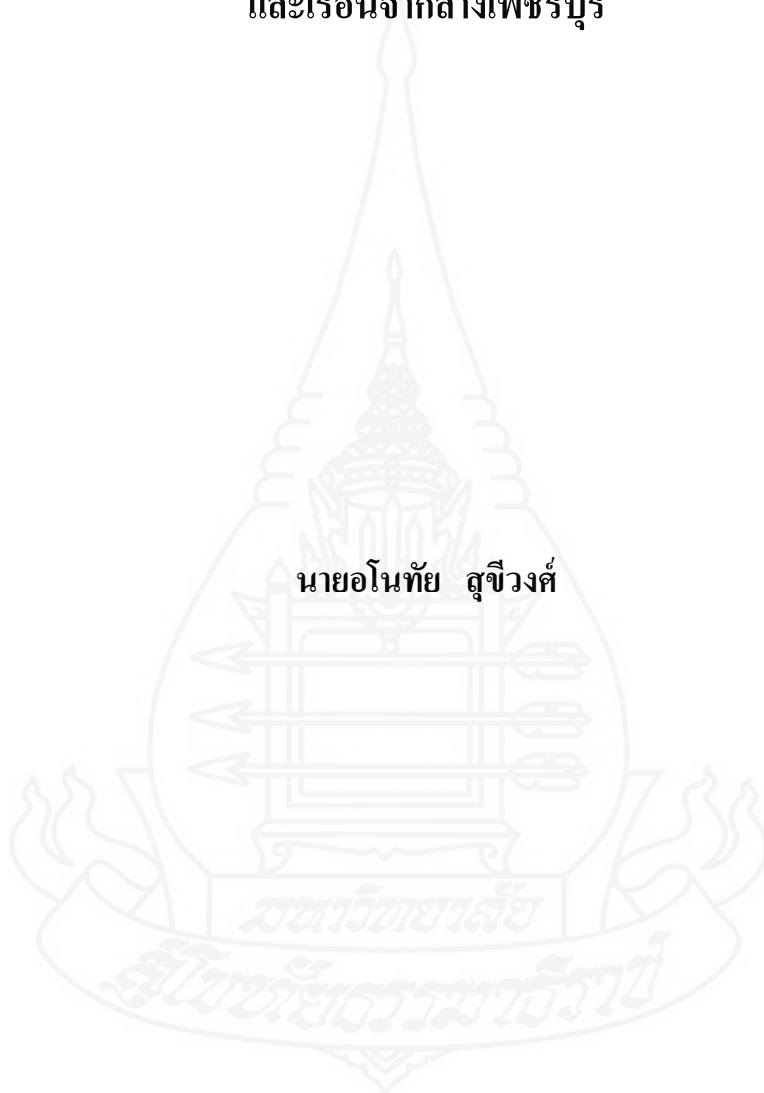 และเรือนจำกลางเพชรบุรี
นายอโนทัย สุขีวงศ์
มหาวิทยาลัย
สุโขทัยธรรมาธิราช